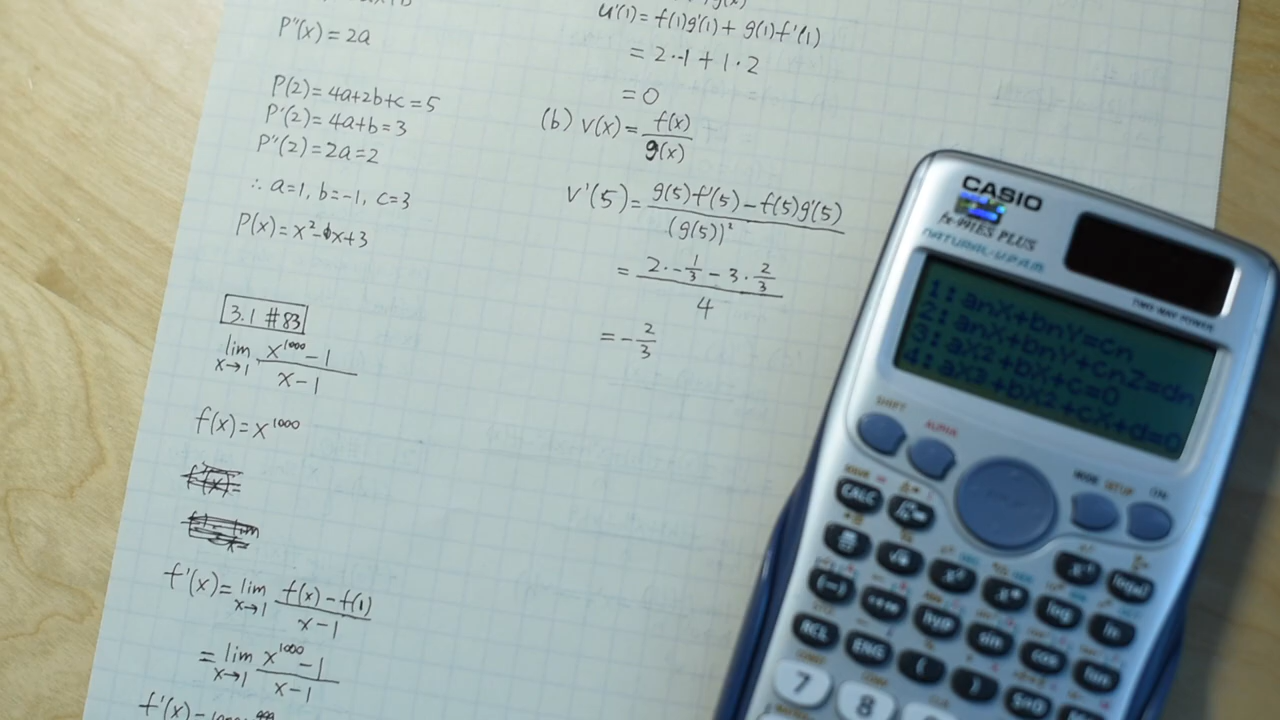 P''(x) = 2a
P(2) = 4a+2b+c = 5
P'(2) = 4a+b = 3
P''(2) = 2a = 2
∴ a=1, b=-1, c=3
P(x) = x²-x+3
3.1 #83
lim x→1 (x¹⁰⁰⁰-1)/(x-1)
f(x) = x¹⁰⁰⁰
f'(x) = lim x→1 (f(x)-f(1))/(x-1)
= lim x→1 (x¹⁰⁰⁰-1)/(x-1)
u'(1) = f(1)g'(1) + g(1)f'(1)
= 2·-1 + 1·2
= 0
(b) v(x) = f(x)/g(x)
v'(5) = (g(5)f'(5) - f(5)g'(5))/(g(5))²
= (2·-1/3 - 3·2/3)/4
= -2/3
CASIO
fx-991ES PLUS
NATURAL-V.P.A.M.
TWO WAY POWER
1:anX+bnY=cn
2:anX+bnY+cnZ=dn
3:aX2+bX+c=0
4:aX3+bX2+cX+d=0
SHIFT ALPHA MODE SETUP ON
CALC
x² log ln
(-) hyp sin cos tan
RCL ENG ( ) S⇔D
7 8